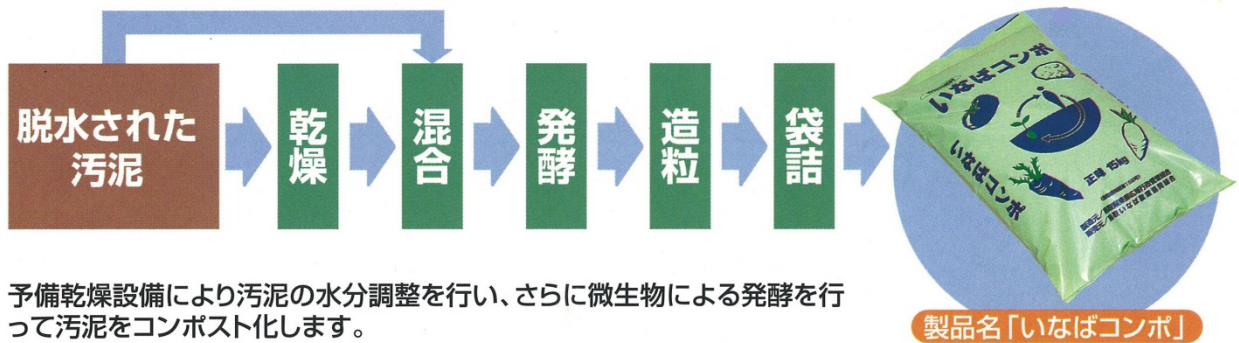 脱水された
汚泥
乾燥
混合
発酵
造粒
袋詰
いなばコンポ
いなばコンポ
正味 15kg
予備乾燥設備により汚泥の水分調整を行い、さらに微生物による発酵を行
って汚泥をコンポスト化します。
製品名「いなばコンポ」